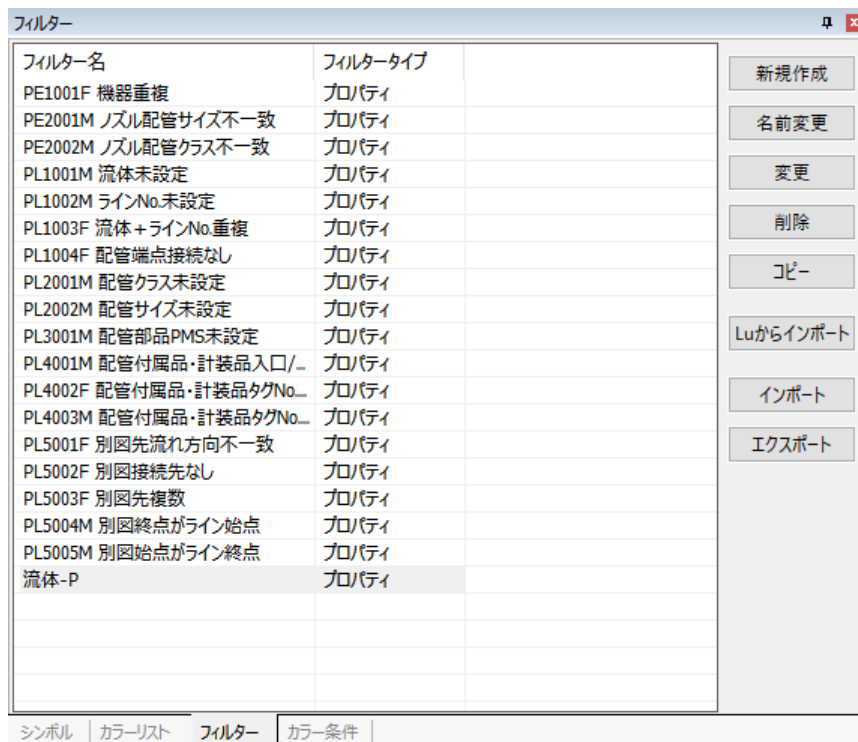 フィルター
フィルター名 フィルタータイプ
PE1001F 機器重複 プロパティ
PE2001M ノズル配管サイズ不一致 プロパティ
PE2002M ノズル配管クラス不一致 プロパティ
PL1001M 流体未設定 プロパティ
PL1002M ラインNo.未設定 プロパティ
PL1003F 流体+ラインNo.重複 プロパティ
PL1004F 配管端点接続なし プロパティ
PL2001M 配管クラス未設定 プロパティ
PL2002M 配管サイズ未設定 プロパティ
PL3001M 配管部品PMS未設定 プロパティ
PL4001M 配管付属品・計装品入口/... プロパティ
PL4002F 配管付属品・計装品タグNo... プロパティ
PL4003M 配管付属品・計装品タグNo... プロパティ
PL5001F 別図先流れ方向不一致 プロパティ
PL5002F 別図接続先なし プロパティ
PL5003F 別図先複数 プロパティ
PL5004M 別図終点がライン始点 プロパティ
PL5005M 別図始点がライン終点 プロパティ
流体-P プロパティ
新規作成
名前変更
変更
削除
コピー
Luからインポート
インポート
エクスポート
シンボル カラーリスト フィルター カラー条件